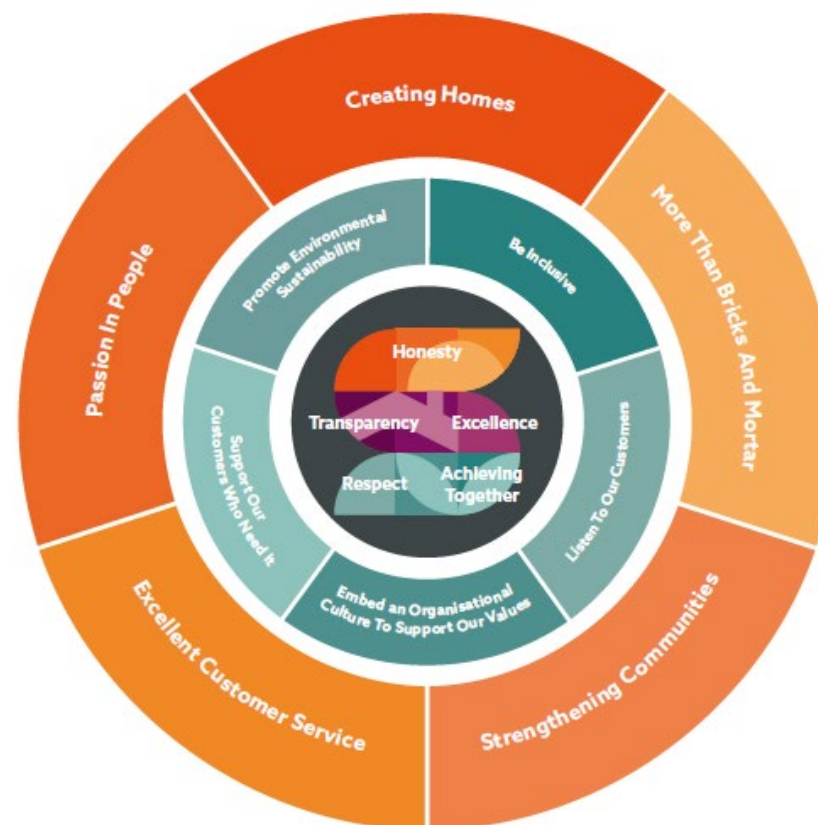 Creating Homes
More Than Bricks And Mortar
Strengthening Communities
Excellent Customer Service
Passion In People
Be Inclusive
Listen To Our Customers
Embed an Organisational
Culture To Support Our Values
Support Our
Customers Who Need it
Promote Environmental
Sustainability
Honesty
Transparency
Excellence
Respect
Achieving
Together